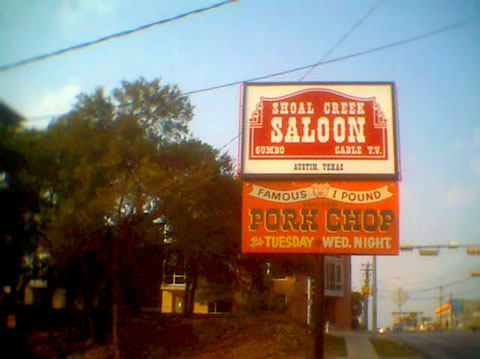 SHOAL CREEK
SALOON
GUMBO CABLE T.V.
AUSTIN, TEXAS
FAMOUS 1 POUND
PORK CHOP
TUESDAY WED. NIGHT